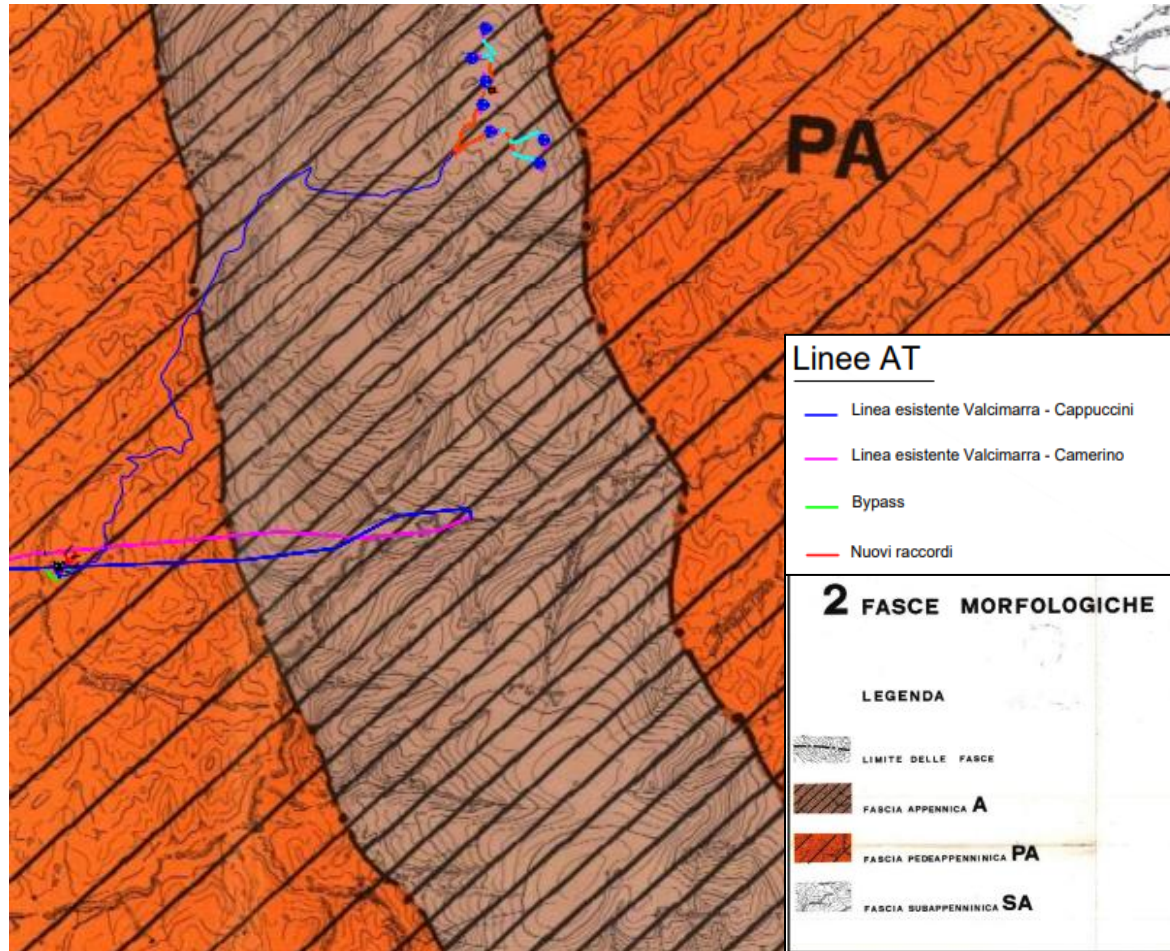 PA
Linee AT
Linea esistente Valcimarra - Cappuccini
Linea esistente Valcimarra - Camerino
Bypass
Nuovi raccordi
2 FASCE MORFOLOGICHE
LEGENDA
LIMITE DELLE FASCE
FASCIA APPENNICA A
FASCIA PEDEAPPENNINICA PA
FASCIA SUBAPPENNINICA SA